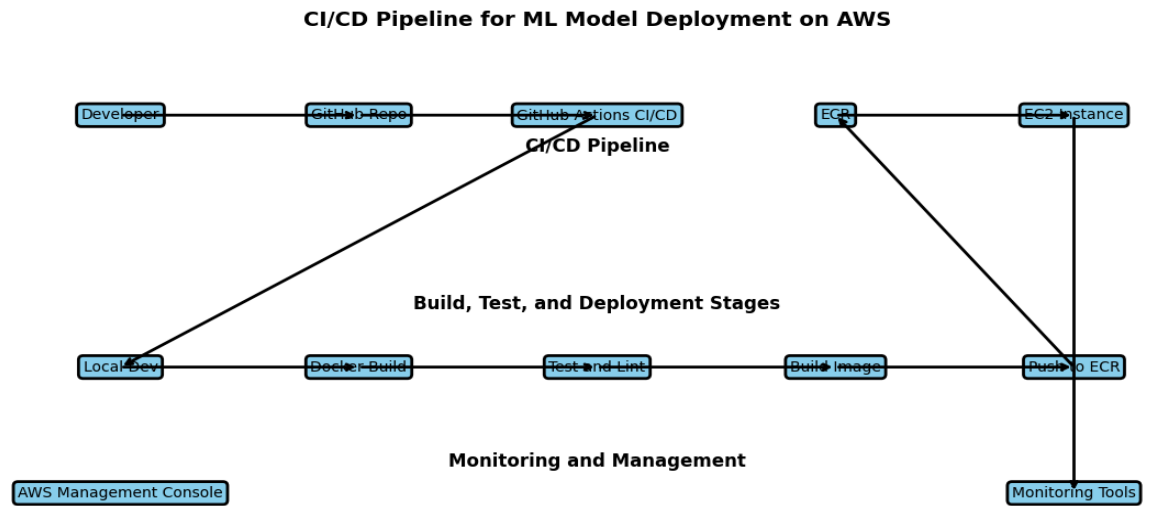 CI/CD Pipeline for ML Model Deployment on AWS
Developer
GitHub Repo
GitHub Actions CI/CD
ECR
EC2 Instance
CI/CD Pipeline
Build, Test, and Deployment Stages
Local Dev
Docker Build
Test and Lint
Build Image
Push to ECR
Monitoring and Management
AWS Management Console
Monitoring Tools